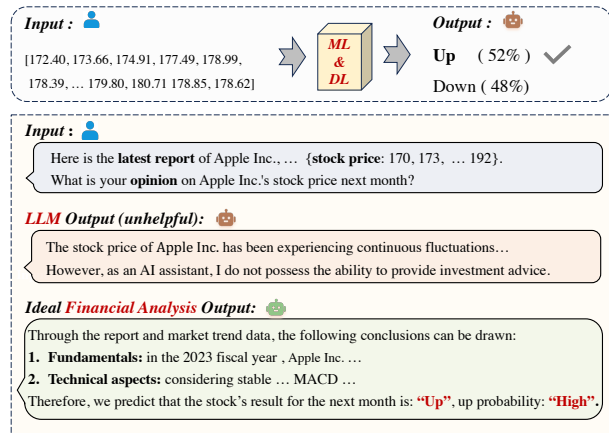 Input :
Output :
[172.40, 173.66, 174.91, 177.49, 178.99,
178.39, … 179.80, 180.71 178.85, 178.62]
ML
&
DL
Up ( 52% )
Down ( 48%)
Input :
Here is the latest report of Apple Inc., … {stock price: 170, 173, … 192}.
What is your opinion on Apple Inc.'s stock price next month?
LLM Output (unhelpful):
The stock price of Apple Inc. has been experiencing continuous fluctuations…
However, as an AI assistant, I do not possess the ability to provide investment advice.
Ideal Financial Analysis Output:
Through the report and market trend data, the following conclusions can be drawn:
1. Fundamentals: in the 2023 fiscal year , Apple Inc. …
2. Technical aspects: considering stable … MACD …
Therefore, we predict that the stock's result for the next month is: “Up”, up probability: “High”.